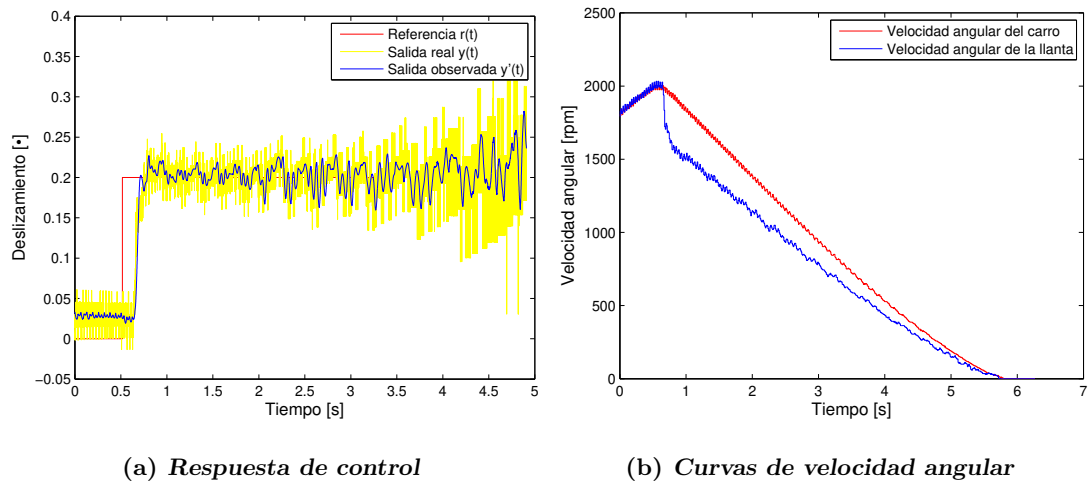 Deslizamiento [•]
0.4
0.35
0.3
0.25
0.2
0.15
0.1
0.05
0
−0.05
Referencia r(t)
Salida real y(t)
Salida observada y'(t)
0 0.5 1 1.5 2 2.5 3 3.5 4 4.5 5
Tiempo [s]
(a) Respuesta de control
Velocidad angular [rpm]
2500
2000
1500
1000
500
0
Velocidad angular del carro
Velocidad angular de la llanta
0 1 2 3 4 5 6 7
Tiempo [s]
(b) Curvas de velocidad angular